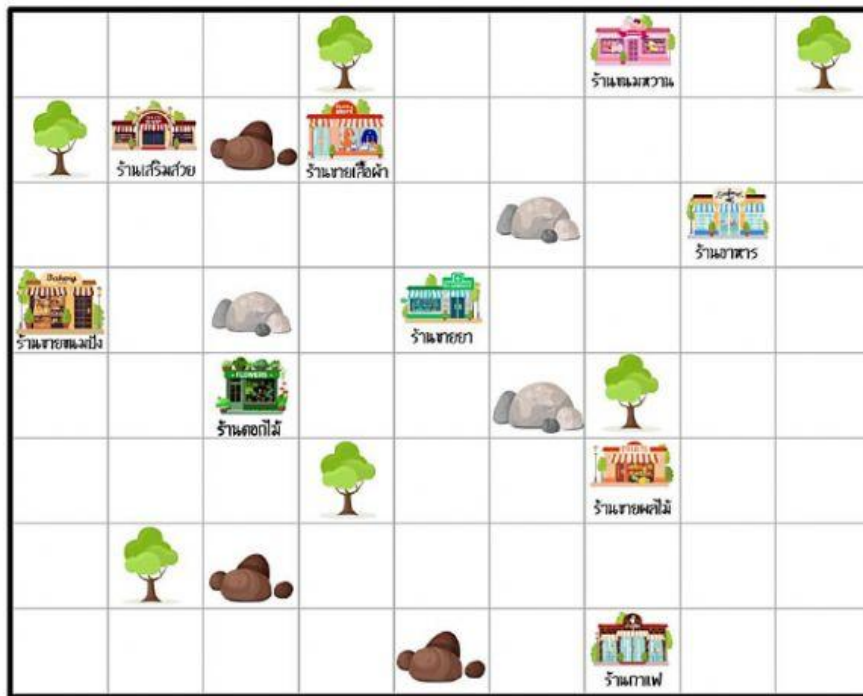 ร้านขนมหวาน
ร้านเสริมสวย
ร้านขายเสื้อผ้า
ร้านอาหาร
Bakery
ร้านขายขนมปัง
ร้านขายยา
FLOWERS
ร้านดอกไม้
ร้านขายผลไม้
ร้านกาแฟ